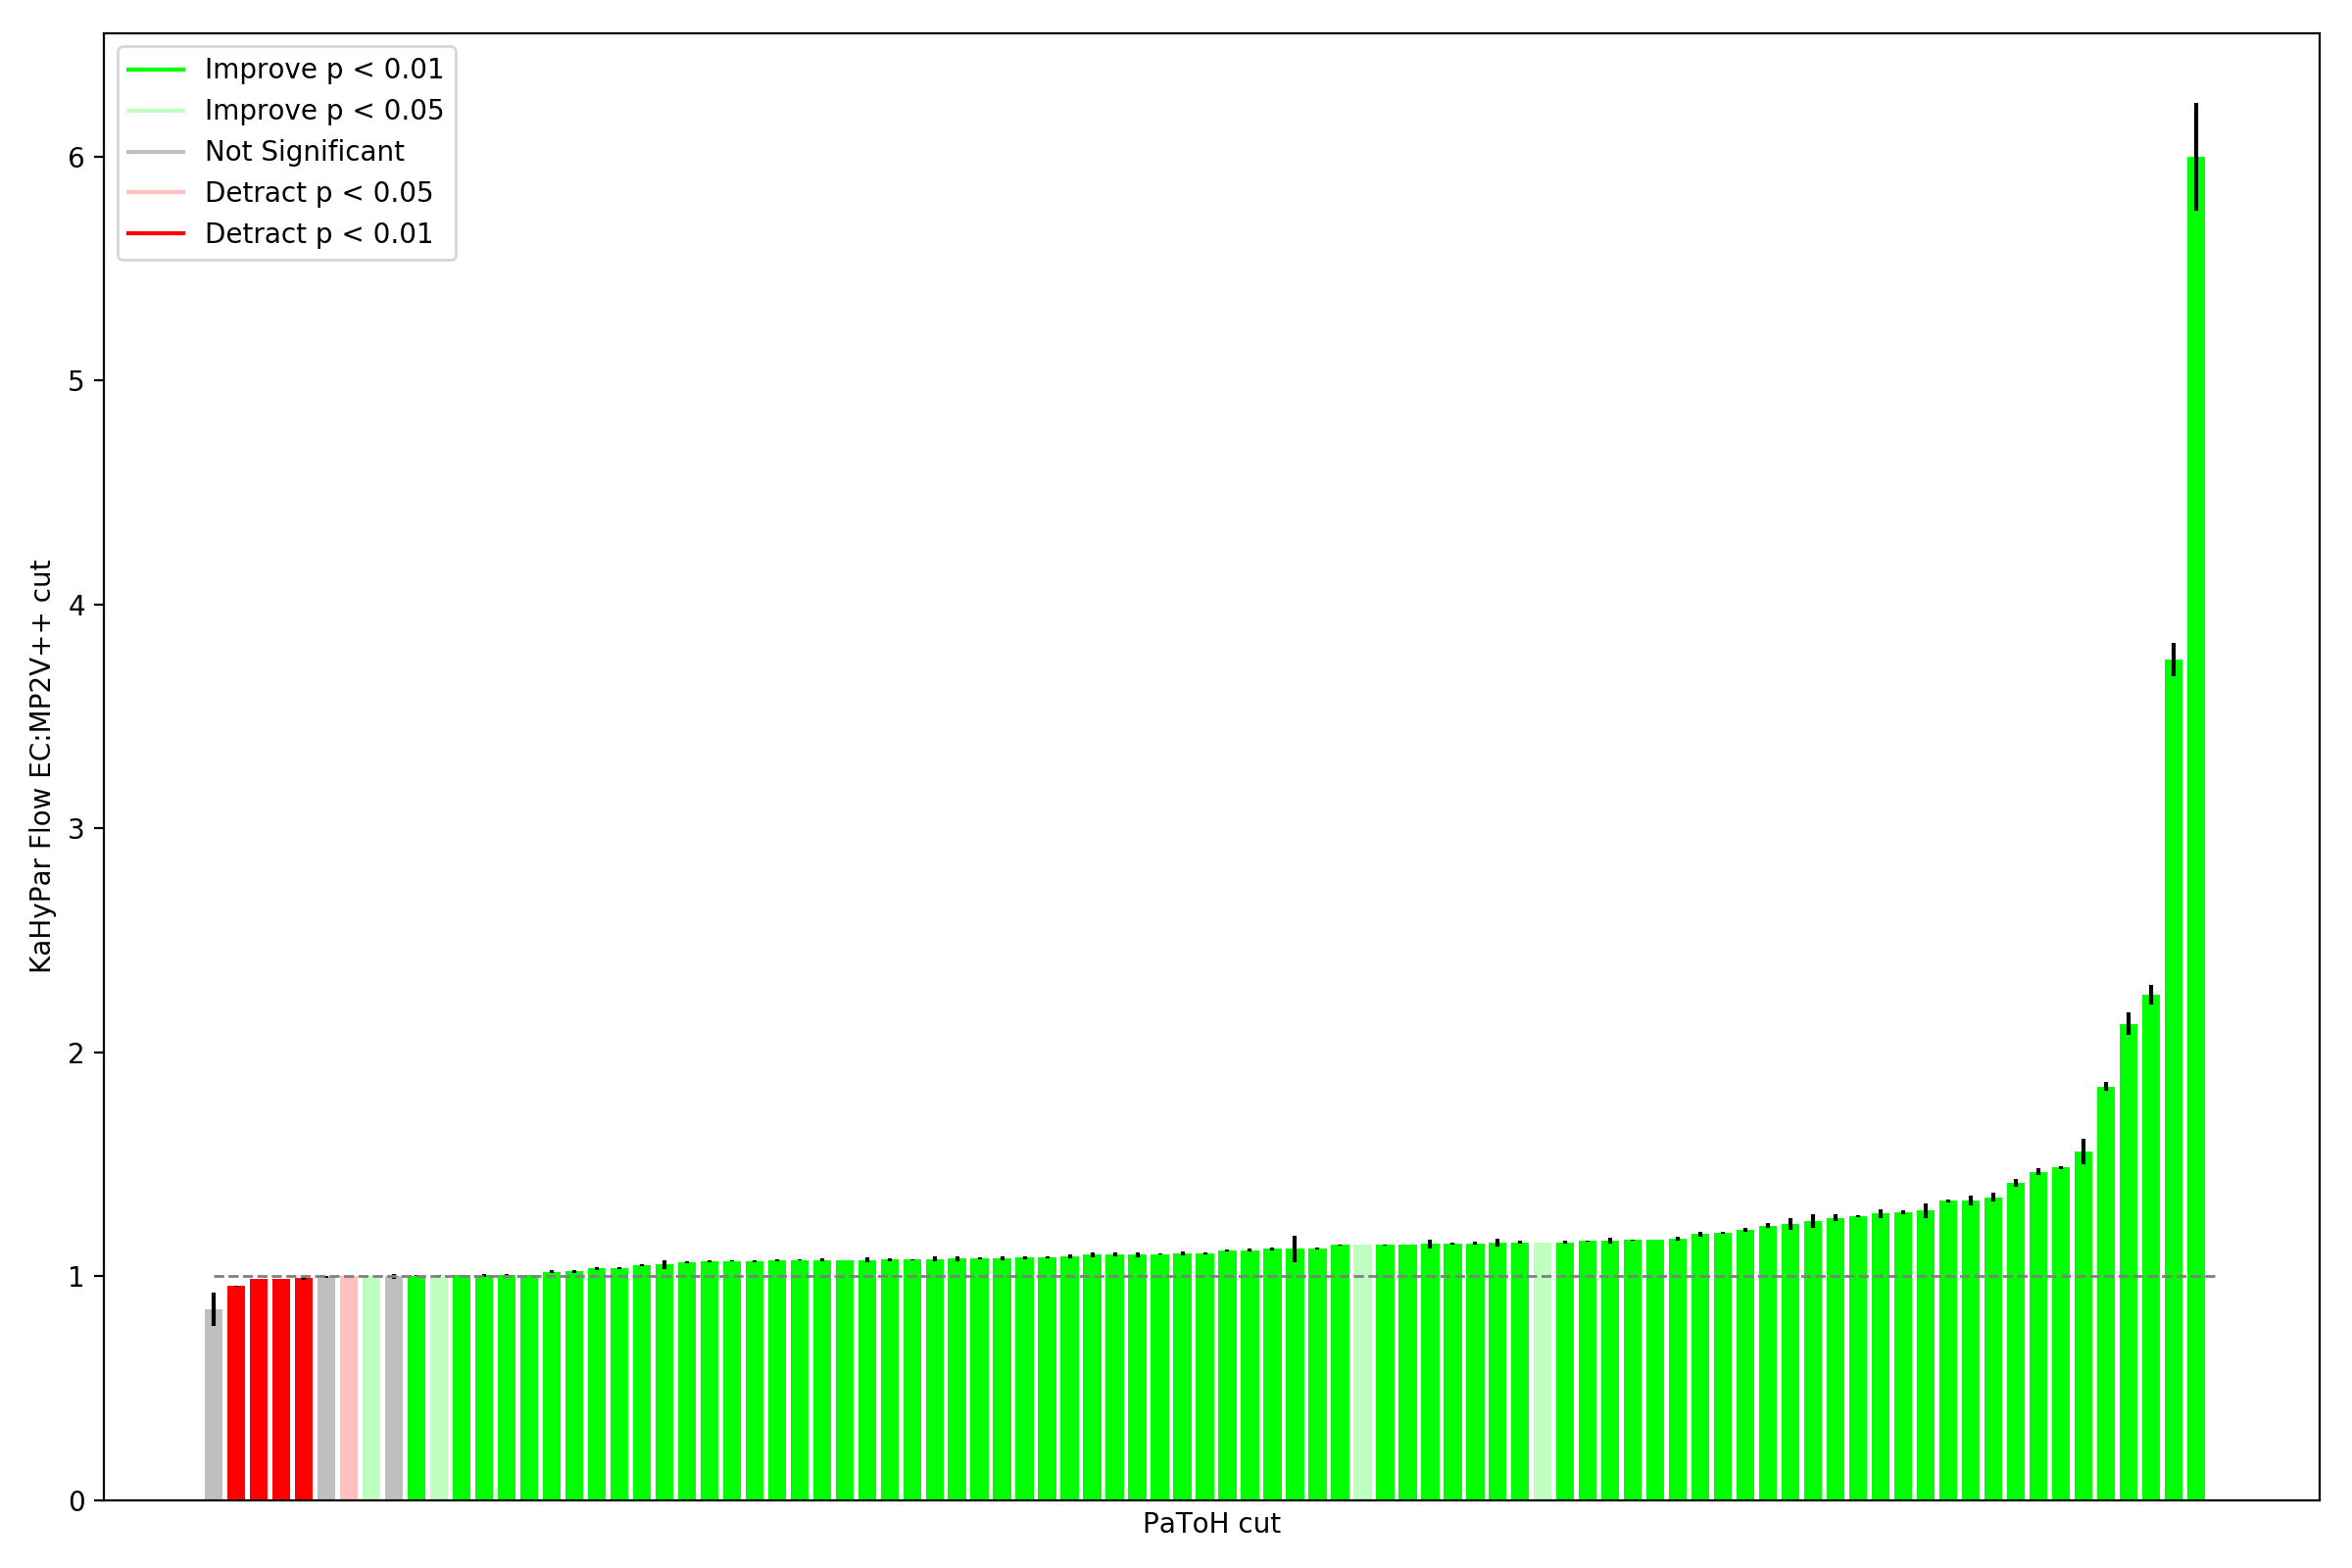 Improve p < 0.01
Improve p < 0.05
Not Significant
Detract p < 0.05
Detract p < 0.01
6
5
4
3
2
1
0
KaHyPar Flow EC:MP2V++ cut
PaToH cut